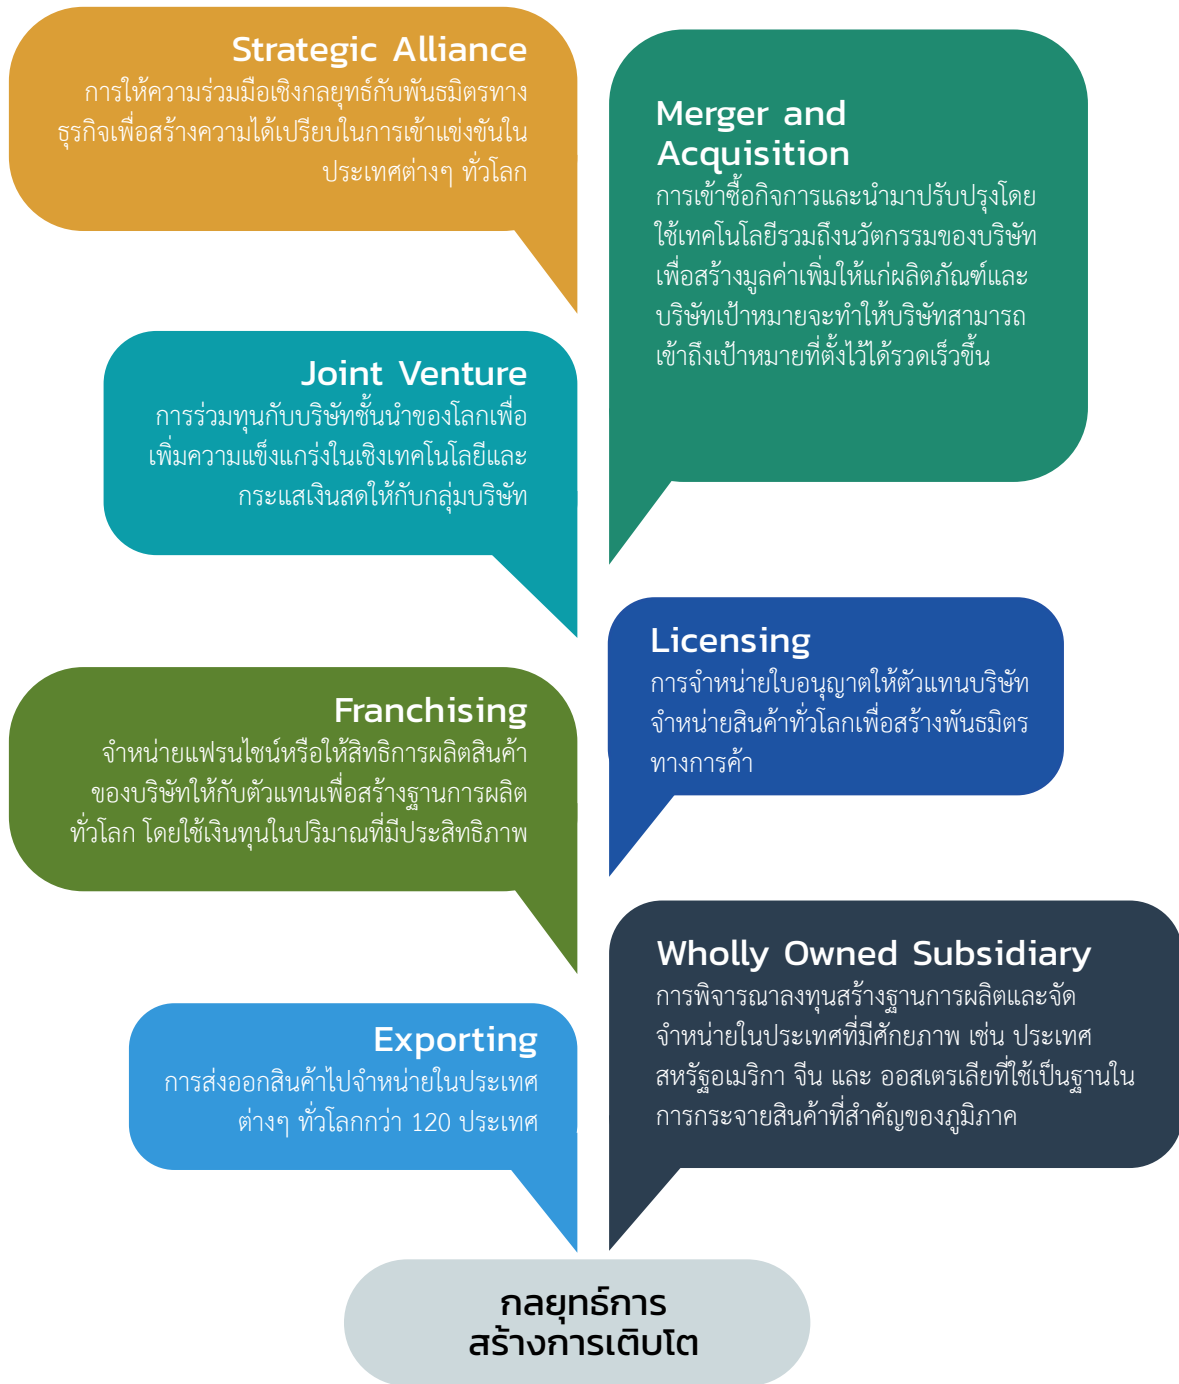 Strategic Alliance
การให้ความร่วมมือเชิงกลยุทธ์กับพันธมิตรทาง
ธุรกิจเพื่อสร้างความได้เปรียบในการเข้าแข่งขันใน
ประเทศต่างๆ ทั่วโลก
Merger and
Acquisition
การเข้าซื้อกิจการและนำมาปรับปรุงโดย
ใช้เทคโนโลยีรวมถึงนวัตกรรมของบริษัท
เพื่อสร้างมูลค่าเพิ่มให้แก่ผลิตภัณฑ์และ
บริษัทเป้าหมายจะทำให้บริษัทสามารถ
เข้าถึงเป้าหมายที่ตั้งไว้ได้รวดเร็วขึ้น
Joint Venture
การร่วมทุนกับบริษัทชั้นนำของโลกเพื่อ
เพิ่มความแข็งแกร่งในเชิงเทคโนโลยีและ
กระแสเงินสดให้กับกลุ่มบริษัท
Licensing
การจำหน่ายใบอนุญาตให้ตัวแทนบริษัท
จำหน่ายสินค้าทั่วโลกเพื่อสร้างพันธมิตร
ทางการค้า
Franchising
จำหน่ายแฟรนไชน์หรือให้สิทธิการผลิตสินค้า
ของบริษัทให้กับตัวแทนเพื่อสร้างฐานการผลิต
ทั่วโลก โดยใช้เงินทุนในปริมาณที่มีประสิทธิภาพ
Wholly Owned Subsidiary
การพิจารณาลงทุนสร้างฐานการผลิตและจัด
จำหน่ายในประเทศที่มีศักยภาพ เช่น ประเทศ
สหรัฐอเมริกา จีน และ ออสเตรเลียที่ใช้เป็นฐานใน
การกระจายสินค้าที่สำคัญของภูมิภาค
Exporting
การส่งออกสินค้าไปจำหน่ายในประเทศ
ต่างๆ ทั่วโลกกว่า 120 ประเทศ
กลยุทธ์การ
สร้างการเติบโต